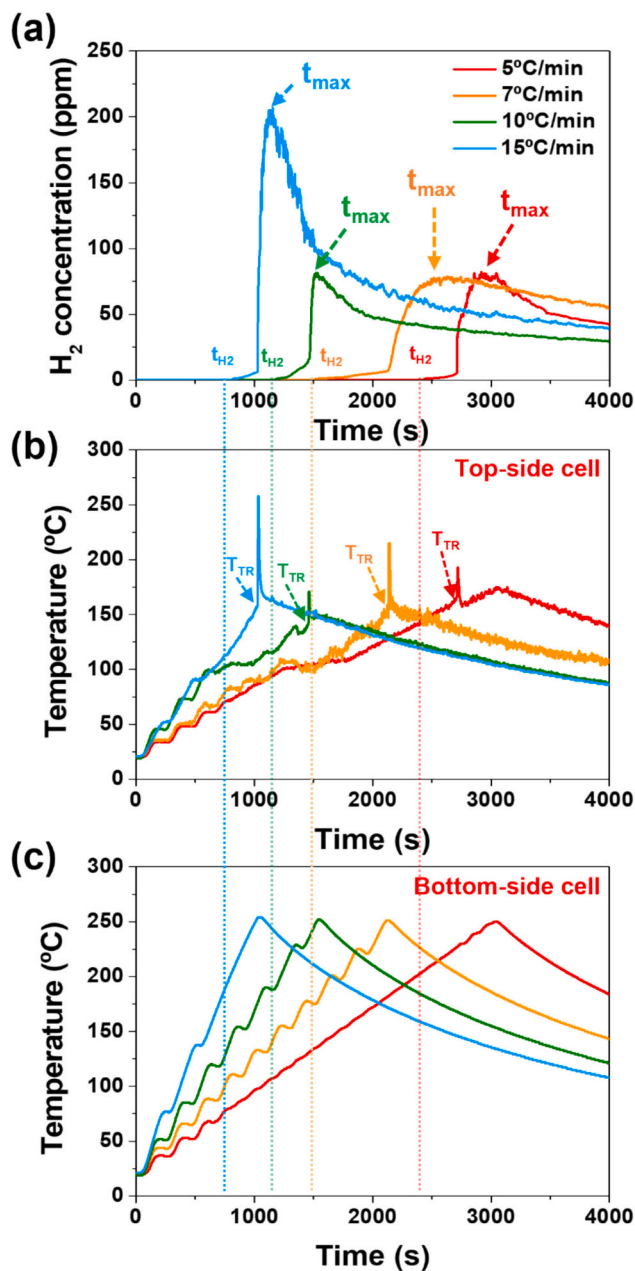 (a)
H2 concentration (ppm)
250
200
150
100
50
0
tmax
tmax
tmax
tmax
5ºC/min
7ºC/min
10ºC/min
15ºC/min
tH2
tH2
tH2
tH2
0
1000
2000
3000
4000
Time (s)
(b)
Temperature (ºC)
300
250
200
150
100
50
0
Top-side cell
TTR
TTR
TTR
TTR
0
1000
2000
3000
4000
Time (s)
(c)
Temperature (ºC)
300
250
200
150
100
50
0
Bottom-side cell
0
1000
2000
3000
4000
Time (s)